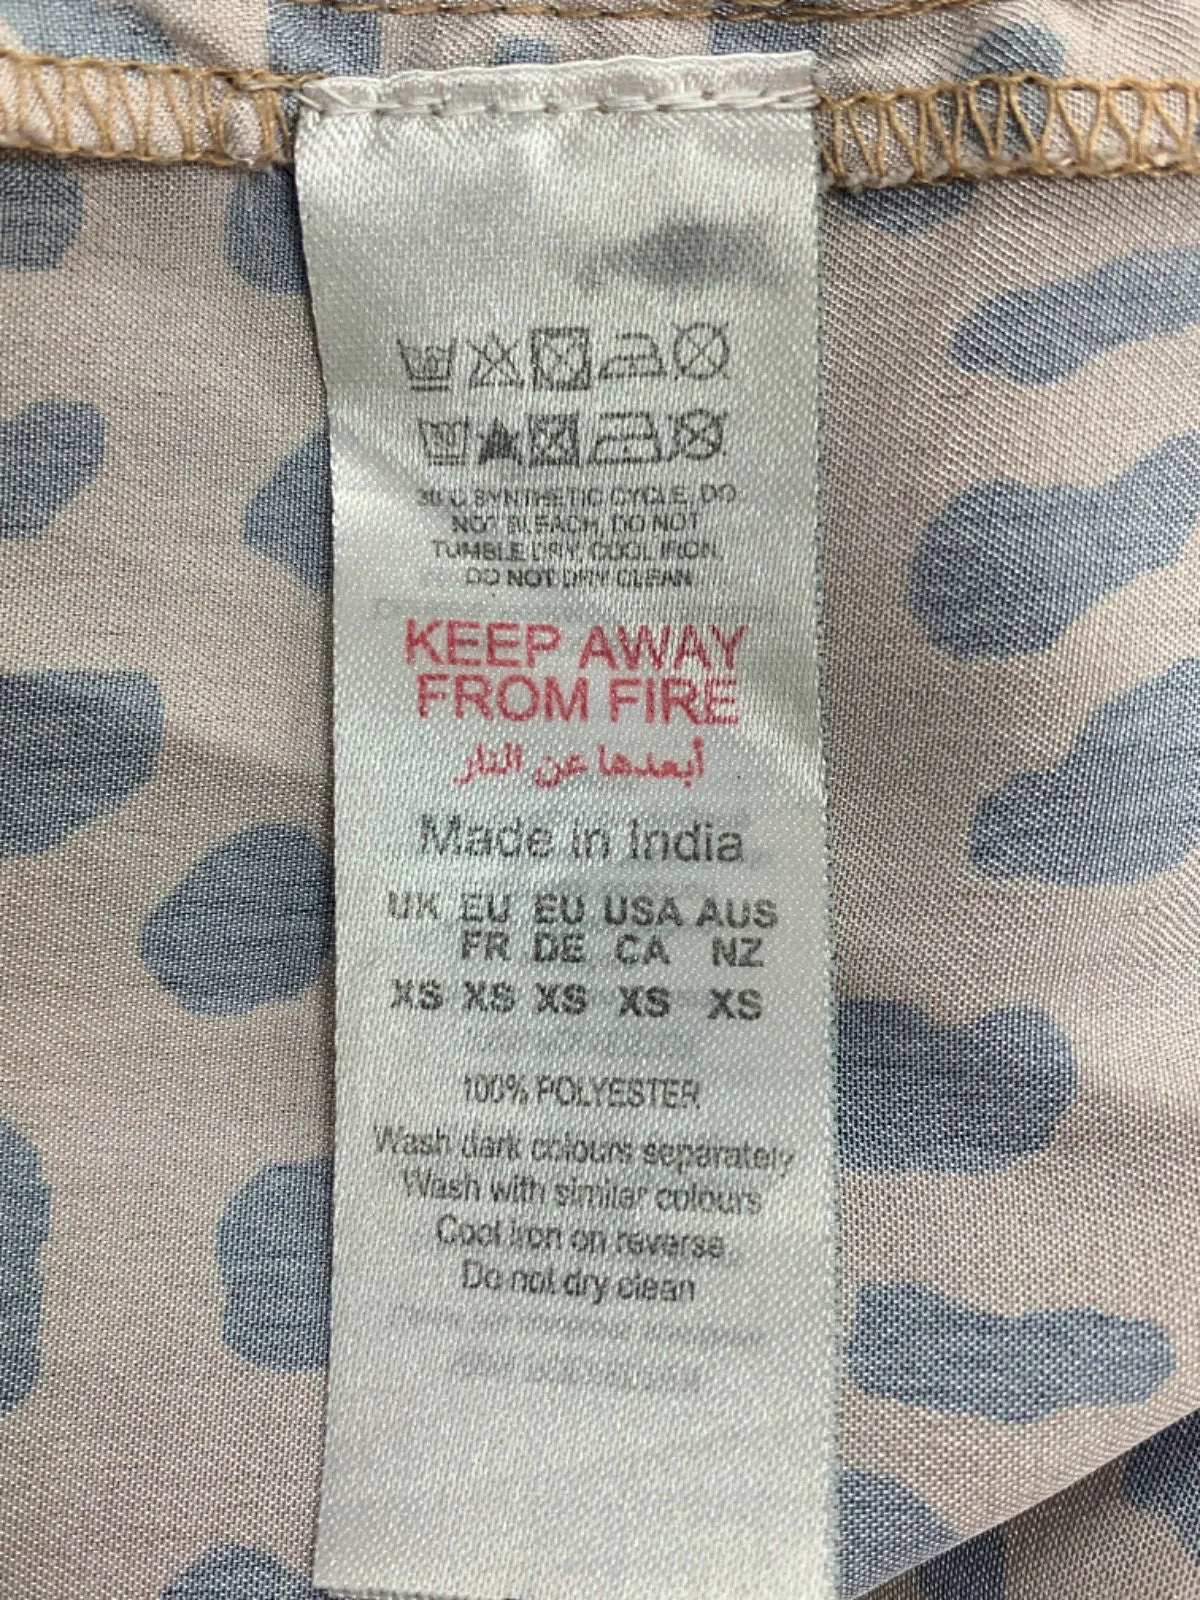 30 C SYNTHETIC CYCLE, DO
NOT BLEACH, DO NOT
TUMBLE DRY, COOL IRON,
DO NOT DRY CLEAN
KEEP AWAY
FROM FIRE
أبعدها عن النار
Made in India
UK EU EU USA AUS
FR DE CA NZ
XS XS XS XS XS
100% POLYESTER
Wash dark colours separately
Wash with similar colours
Cool iron on reverse
Do not dry clean